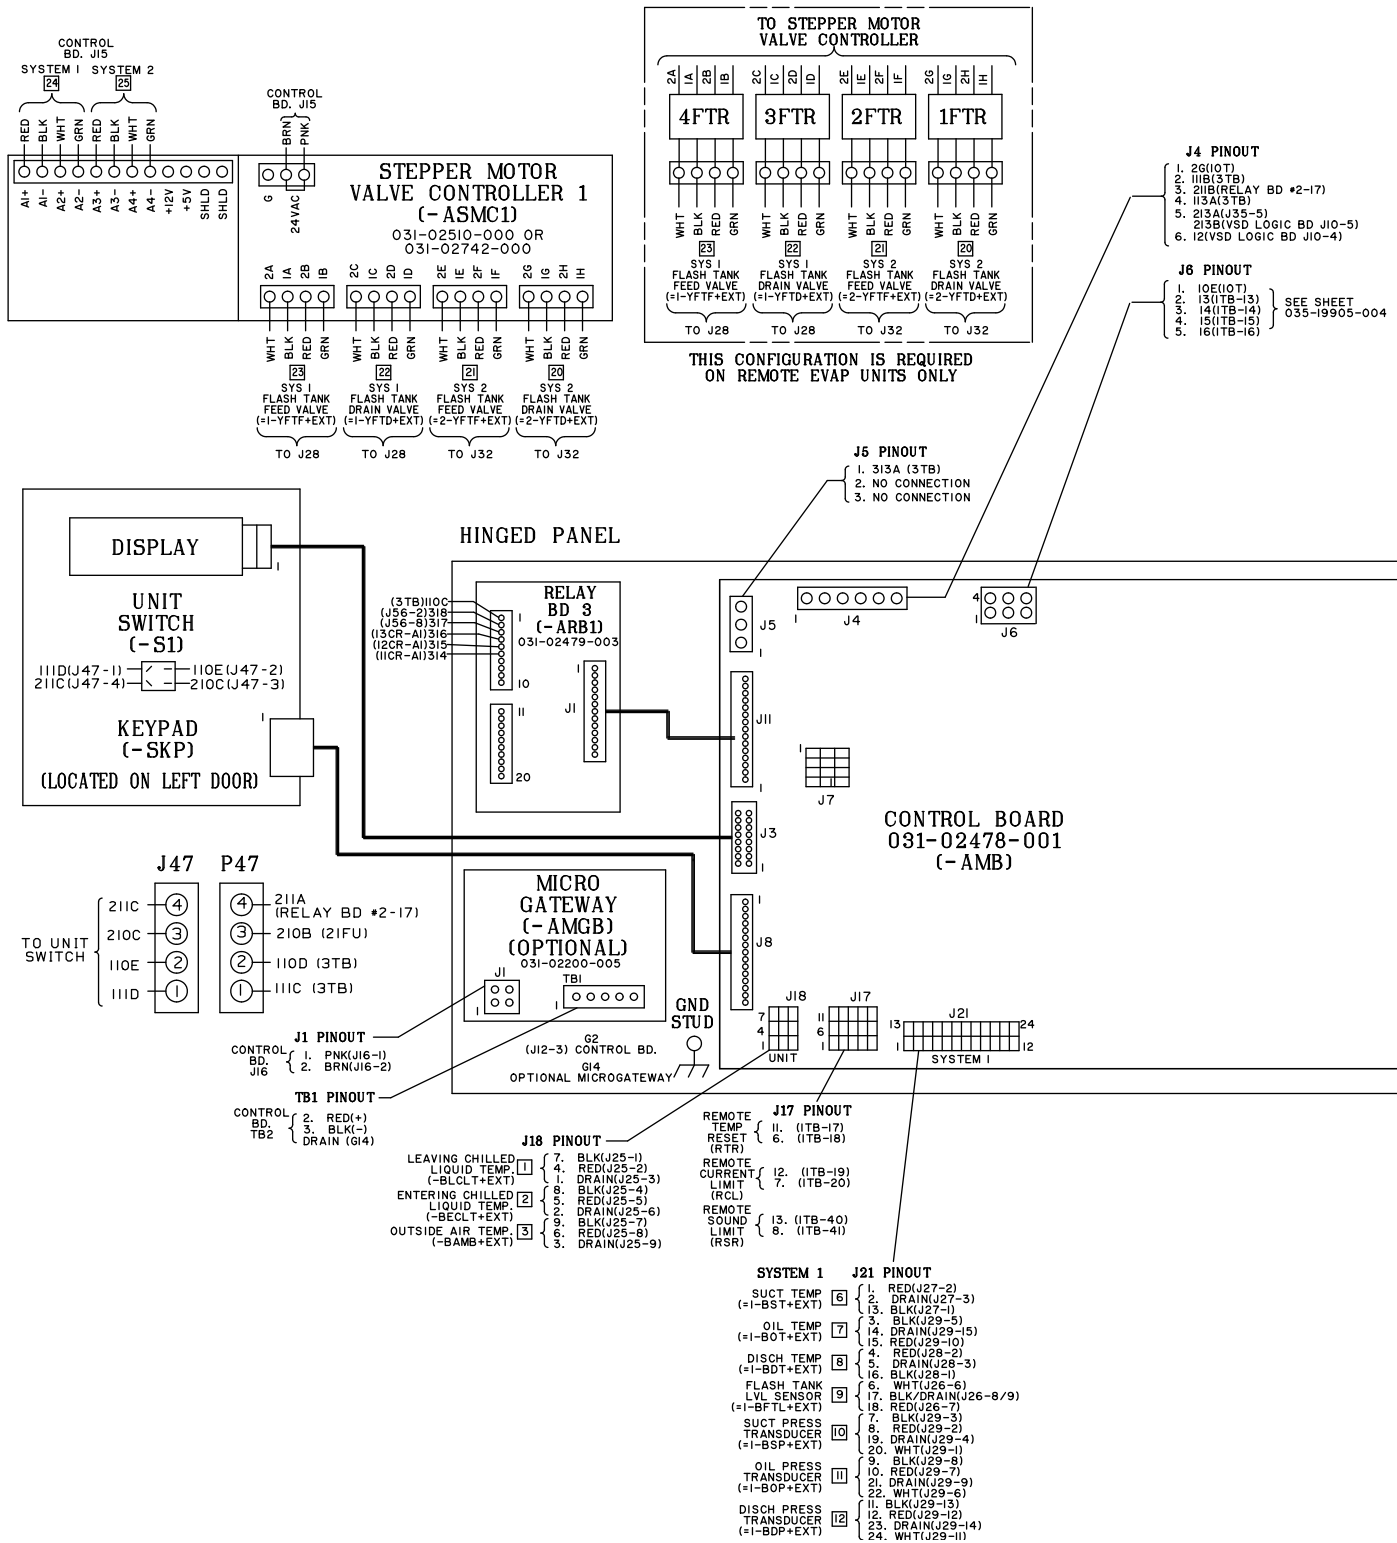 CONTROL
BD. J15
SYSTEM 1 SYSTEM 2
24 25
RED BLK WHT GRN RED BLK WHT GRN
A1+ A1- A2+ A2- A3+ A3- A4+ A4- +12V +5V SHLD SHLD
CONTROL
BD. J15
BRN PNK
G 24VAC
STEPPER MOTOR
VALVE CONTROLLER 1
(-ASMC1)
031-02510-000 OR
031-02742-000
2A 1A 2B 1B 2C 1C 2D 1D 2E 1E 2F 1F 2G 1G 2H 1H
WHT BLK RED GRN WHT BLK RED GRN WHT BLK RED GRN WHT BLK RED GRN
23 22 21 20
SYS 1 SYS 1 SYS 2 SYS 2
FLASH TANK FLASH TANK FLASH TANK FLASH TANK
FEED VALVE DRAIN VALVE FEED VALVE DRAIN VALVE
(=1-YFTF+EXT) (=1-YFTD+EXT) (=2-YFTF+EXT) (=2-YFTD+EXT)
TO J28 TO J28 TO J32 TO J32
TO STEPPER MOTOR
VALVE CONTROLLER
2A 1A 2B 1B 2C 1C 2D 1D 2E 1E 2F 1F 2G 1G 2H 1H
4FTR 3FTR 2FTR 1FTR
WHT BLK RED GRN WHT BLK RED GRN WHT BLK RED GRN WHT BLK RED GRN
23 22 21 20
SYS 1 SYS 1 SYS 2 SYS 2
FLASH TANK FLASH TANK FLASH TANK FLASH TANK
FEED VALVE DRAIN VALVE FEED VALVE DRAIN VALVE
(=1-YFTF+EXT) (=1-YFTD+EXT) (=2-YFTF+EXT) (=2-YFTD+EXT)
TO J28 TO J28 TO J32 TO J32
THIS CONFIGURATION IS REQUIRED
ON REMOTE EVAP UNITS ONLY
J4 PINOUT
1. 2G(10T)
2. 111B(3TB)
3. 211B(RELAY BD #2-17)
4. 113A(3TB)
5. 213A(J35-5)
213B(VSD LOGIC BD J10-5)
6. 12(VSD LOGIC BD J10-4)
J6 PINOUT
1. 10E(10T)
2. 13(1TB-13)
3. 14(1TB-14)
4. 15(1TB-15)
5. 16(1TB-16)
SEE SHEET
035-19905-004
J5 PINOUT
1. 313A (3TB)
2. NO CONNECTION
3. NO CONNECTION
DISPLAY
1
UNIT
SWITCH
(-S1)
111D(J47-1) 110E(J47-2)
211C(J47-4) 210C(J47-3)
KEYPAD
(-SKP)
1
(LOCATED ON LEFT DOOR)
HINGED PANEL
RELAY
BD 3
(-ARB1)
031-02479-003
(3TB)110C
(J56-2)318
(J56-8)317
(13CR-A1)316
(12CR-A1)315
(11CR-A1)314
1
10
11
20
1
J1
J5
1
1
J4
4
1
J6
J11
1
1
J7
J3
1
1
J8
CONTROL BOARD
031-02478-001
(-AMB)
J47 P47
211C 4 4 211A
(RELAY BD #2-17)
210C 3 3 210B (21FU)
TO UNIT
SWITCH
110E 2 2 110D (3TB)
111D 1 1 111C (3TB)
MICRO
GATEWAY
(-AMGB)
(OPTIONAL)
031-02200-005
J1
1
TB1
1
GND
STUD
G2
(J12-3) CONTROL BD.
G14
OPTIONAL MICROGATEWAY
J18
7
4
1
UNIT
J17
11
6
1
J21
13 24
1 12
SYSTEM 1
J1 PINOUT
CONTROL
BD.
J16
1. PNK(J16-1)
2. BRN(J16-2)
TB1 PINOUT
CONTROL
BD.
TB2
2. RED(+)
3. BLK(-)
DRAIN (G14)
J18 PINOUT
LEAVING CHILLED
LIQUID TEMP.
(-BLCLT+EXT)
1
7. BLK(J25-1)
4. RED(J25-2)
1. DRAIN(J25-3)
ENTERING CHILLED
LIQUID TEMP.
(-BECLT+EXT)
2
8. BLK(J25-4)
5. RED(J25-5)
2. DRAIN(J25-6)
OUTSIDE AIR TEMP.
(-BAMB+EXT)
3
9. BLK(J25-7)
6. RED(J25-8)
3. DRAIN(J25-9)
J17 PINOUT
REMOTE
TEMP
RESET
(RTR)
11. (1TB-17)
6. (1TB-18)
REMOTE
CURRENT
LIMIT
(RCL)
12. (1TB-19)
7. (1TB-20)
REMOTE
SOUND
LIMIT
(RSR)
13. (1TB-40)
8. (1TB-41)
SYSTEM 1 J21 PINOUT
SUCT TEMP
(=1-BST+EXT)
6
1. RED(J27-2)
2. DRAIN(J27-3)
13. BLK(J27-1)
OIL TEMP
(=1-BOT+EXT)
7
3. BLK(J29-5)
14. DRAIN(J29-15)
15. RED(J29-10)
DISCH TEMP
(=1-BDT+EXT)
8
4. RED(J28-2)
5. DRAIN(J28-3)
16. BLK(J28-1)
FLASH TANK
LVL SENSOR
(=1-BFTL+EXT)
9
6. WHT(J26-6)
17. BLK/DRAIN(J26-8/9)
18. RED(J26-7)
SUCT PRESS
TRANSDUCER
(=1-BSP+EXT)
10
7. BLK(J29-3)
8. RED(J29-2)
19. DRAIN(J29-4)
20. WHT(J29-1)
OIL PRESS
TRANSDUCER
(=1-BOP+EXT)
11
9. BLK(J29-8)
10. RED(J29-7)
21. DRAIN(J29-9)
22. WHT(J29-6)
DISCH PRESS
TRANSDUCER
(=1-BDP+EXT)
12
11. BLK(J29-13)
12. RED(J29-12)
23. DRAIN(J29-14)
24. WHT(J29-11)